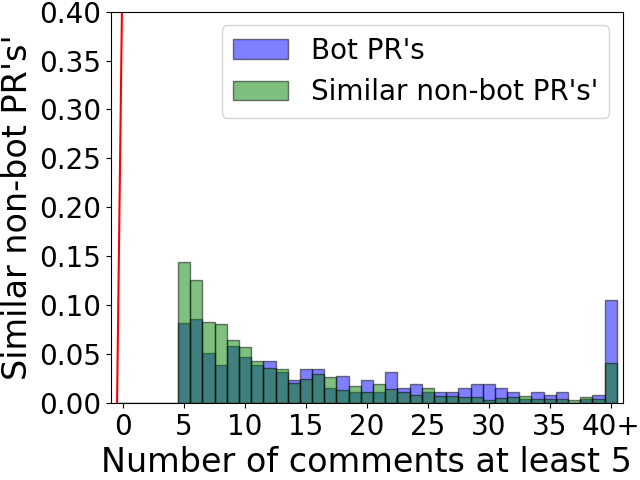 Similar non-bot PR's'
0.40
0.35
0.30
0.25
0.20
0.15
0.10
0.05
0.00
Bot PR's
Similar non-bot PR's'
0 5 10 15 20 25 30 35 40+
Number of comments at least 5